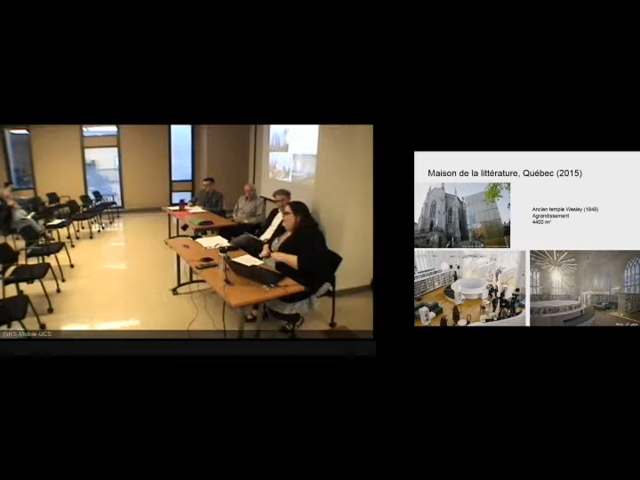 Maison de la littérature, Québec (2015)
Ancien temple Wesley (1848)
Agrandissement
4400 m²